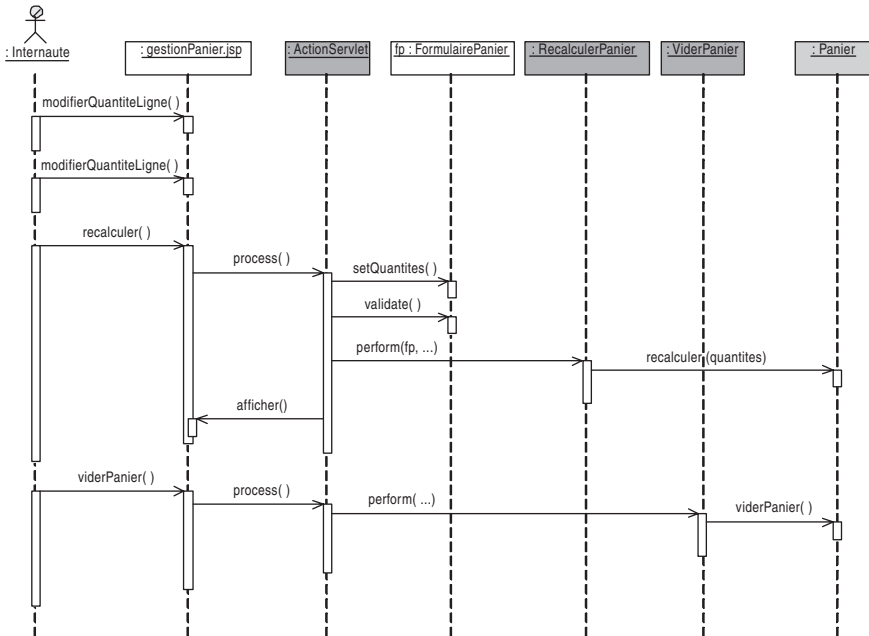 : Internaute
: gestionPanier.jsp
: ActionServlet
fp : FormulairePanier
: RecalculerPanier
: ViderPanier
: Panier
modifierQuantiteLigne( )
modifierQuantiteLigne( )
recalculer( )
process( )
setQuantites( )
validate( )
perform(fp, ...)
recalculer (quantites)
afficher()
viderPanier( )
process( )
perform( ...)
viderPanier( )